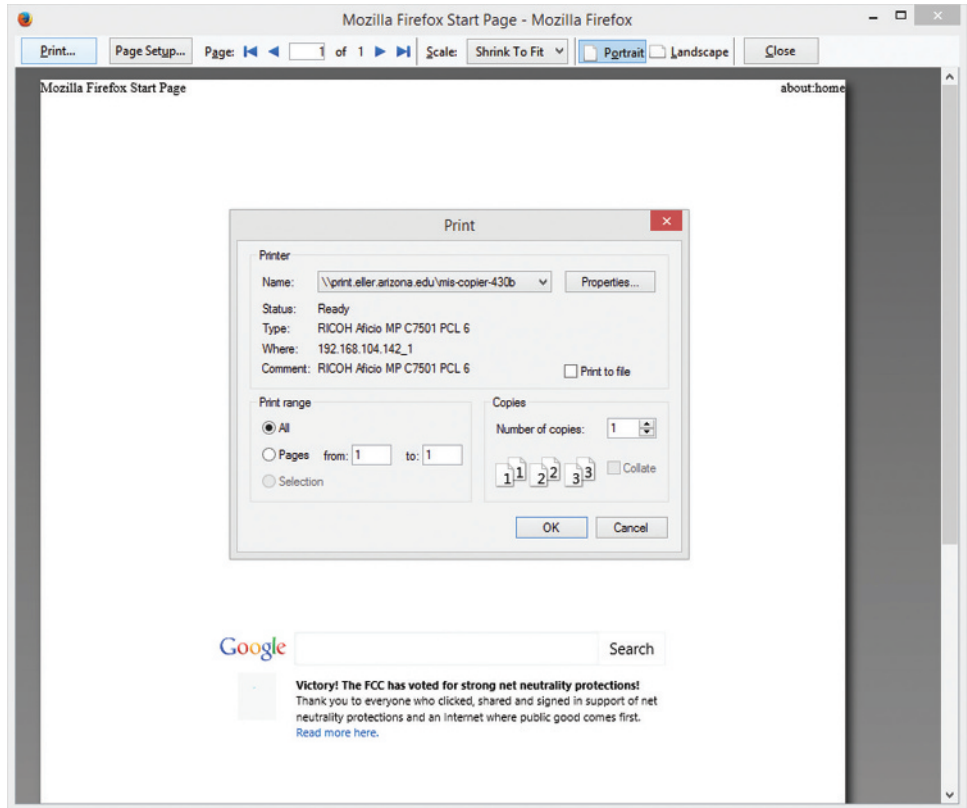 Mozilla Firefox Start Page - Mozilla Firefox
Print... Page Setup... Page: 1 of 1 Scale: Shrink To Fit Portrait Landscape Close
Mozilla Firefox Start Page about:home
Print
Printer
Name: \\print.eller.arizona.edu\mis-copier-430b Properties...
Status: Ready
Type: RICOH Aficio MP C7501 PCL 6
Where: 192.168.104.142_1
Comment: RICOH Aficio MP C7501 PCL 6 Print to file
Print range Copies
All Number of copies: 1
Pages from: 1 to: 1
Selection 1 1 2 2 3 3 Collate
OK Cancel
Google Search
Victory! The FCC has voted for strong net neutrality protections!
Thank you to everyone who clicked, shared and signed in support of net
neutrality protections and an Internet where public good comes first.
Read more here.